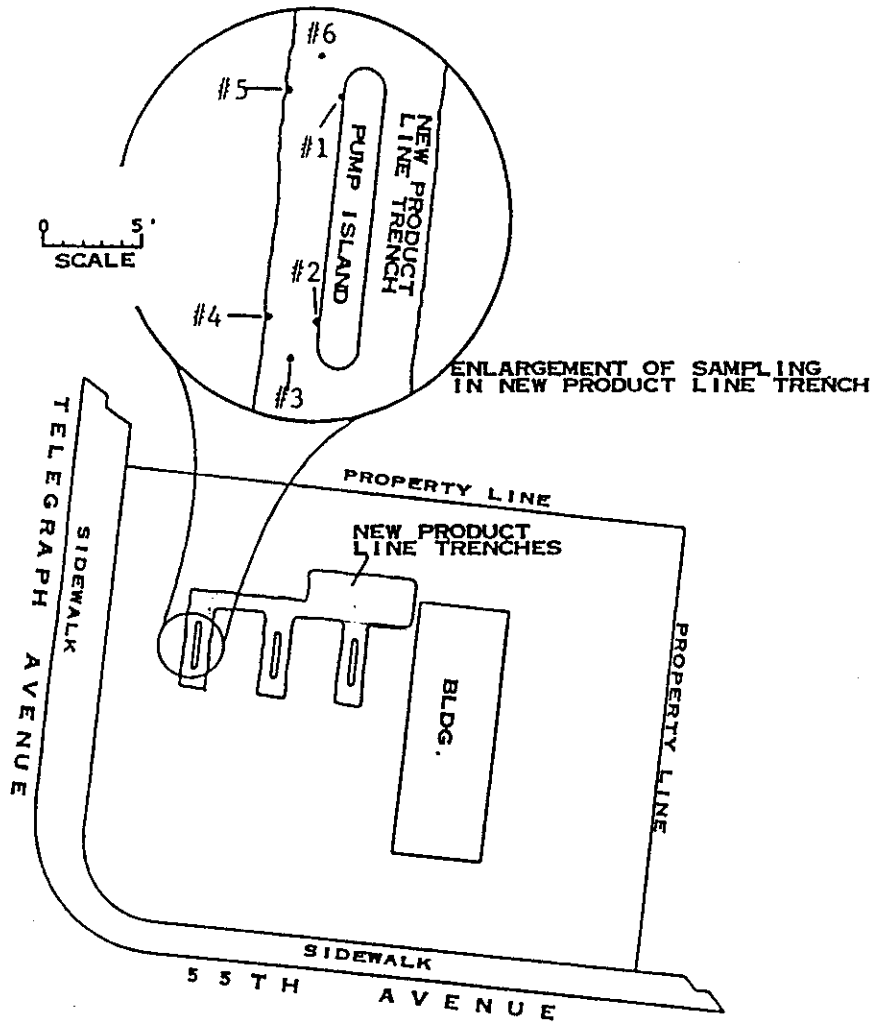 #6
#5
#1
NEW PRODUCT
LINE TRENCH
PUMP ISLAND
0 5'
SCALE
#2
#4
#3
ENLARGEMENT OF SAMPLING
IN NEW PRODUCT LINE TRENCH
TELEGRAPH AVENUE
SIDEWALK
PROPERTY LINE
NEW PRODUCT
LINE TRENCHES
PROPERTY LINE
BLDG.
SIDEWALK
55TH AVENUE